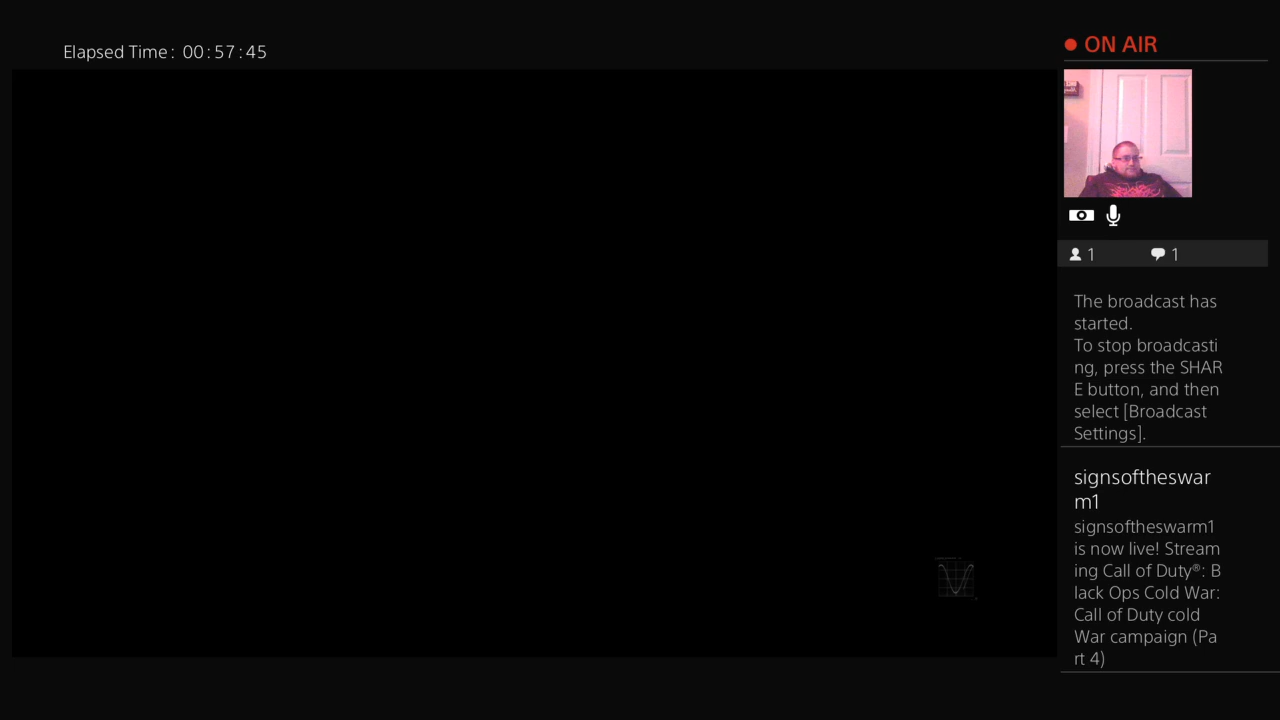 Elapsed Time: 00:57:45
ON AIR
1
1
The broadcast has
started.
To stop broadcasti
ng, press the SHAR
E button, and then
select [Broadcast
Settings].
signsoftheswar
m1
signsoftheswarm1
is now live! Stream
ing Call of Duty®: B
lack Ops Cold War:
Call of Duty cold
War campaign (Pa
rt 4)